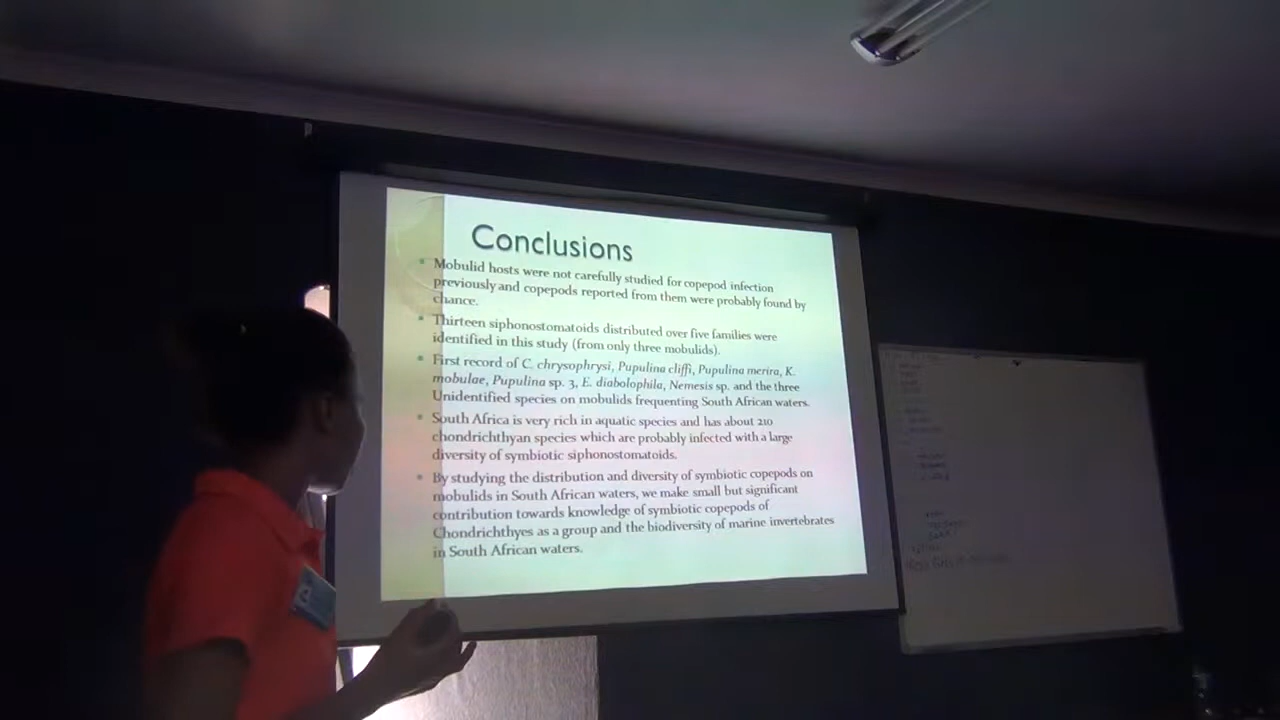 Conclusions
Mobulid hosts were not carefully studied for copepod infection
previously and copepods reported from them were probably found by
chance.
Thirteen siphonostomatoids distributed over five families were
identified in this study (from only three mobulids).
First record of C. chrysophrysi, Pupulina cliffi, Pupulina merira, K.
mobulae, Pupulina sp. 3, E. diabolophila, Nemesis sp. and the three
Unidentified species on mobulids frequenting South African waters.
South Africa is very rich in aquatic species and has about 210
chondrichthyan species which are probably infected with a large
diversity of symbiotic siphonostomatoids.
By studying the distribution and diversity of symbiotic copepods on
mobulids in South African waters, we make small but significant
contribution towards knowledge of symbiotic copepods of
Chondrichthyes as a group and the biodiversity of marine invertebrates
in South African waters.